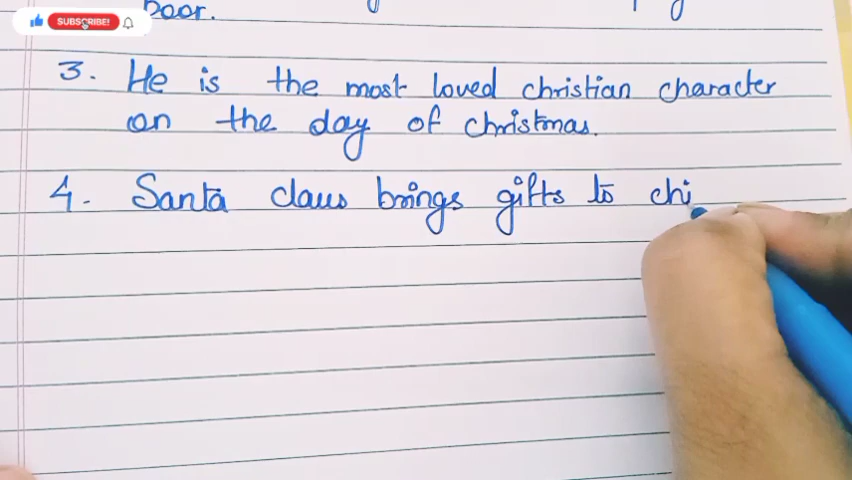 SUBSCRIBE!
poor.
3. He is the most loved christian character
on the day of christmas.
4. Santa claus brings gifts to chi